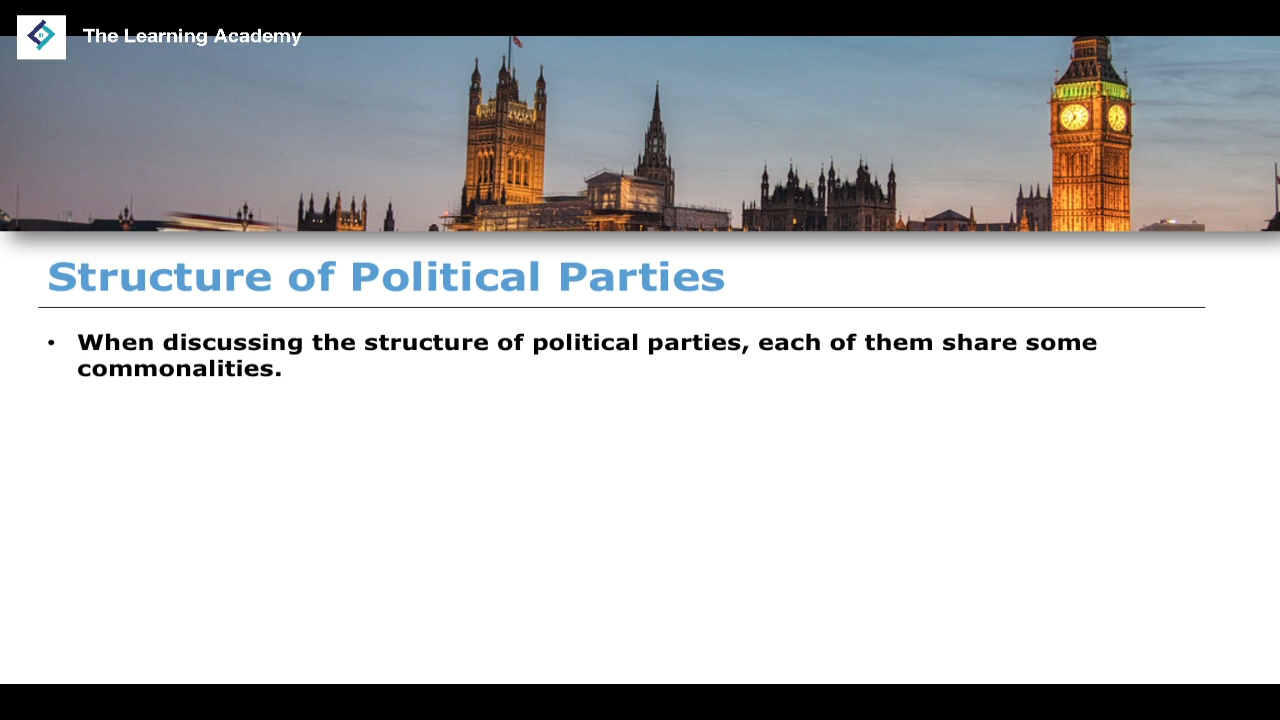 The Learning Academy
Structure of Political Parties
• When discussing the structure of political parties, each of them share some
commonalities.